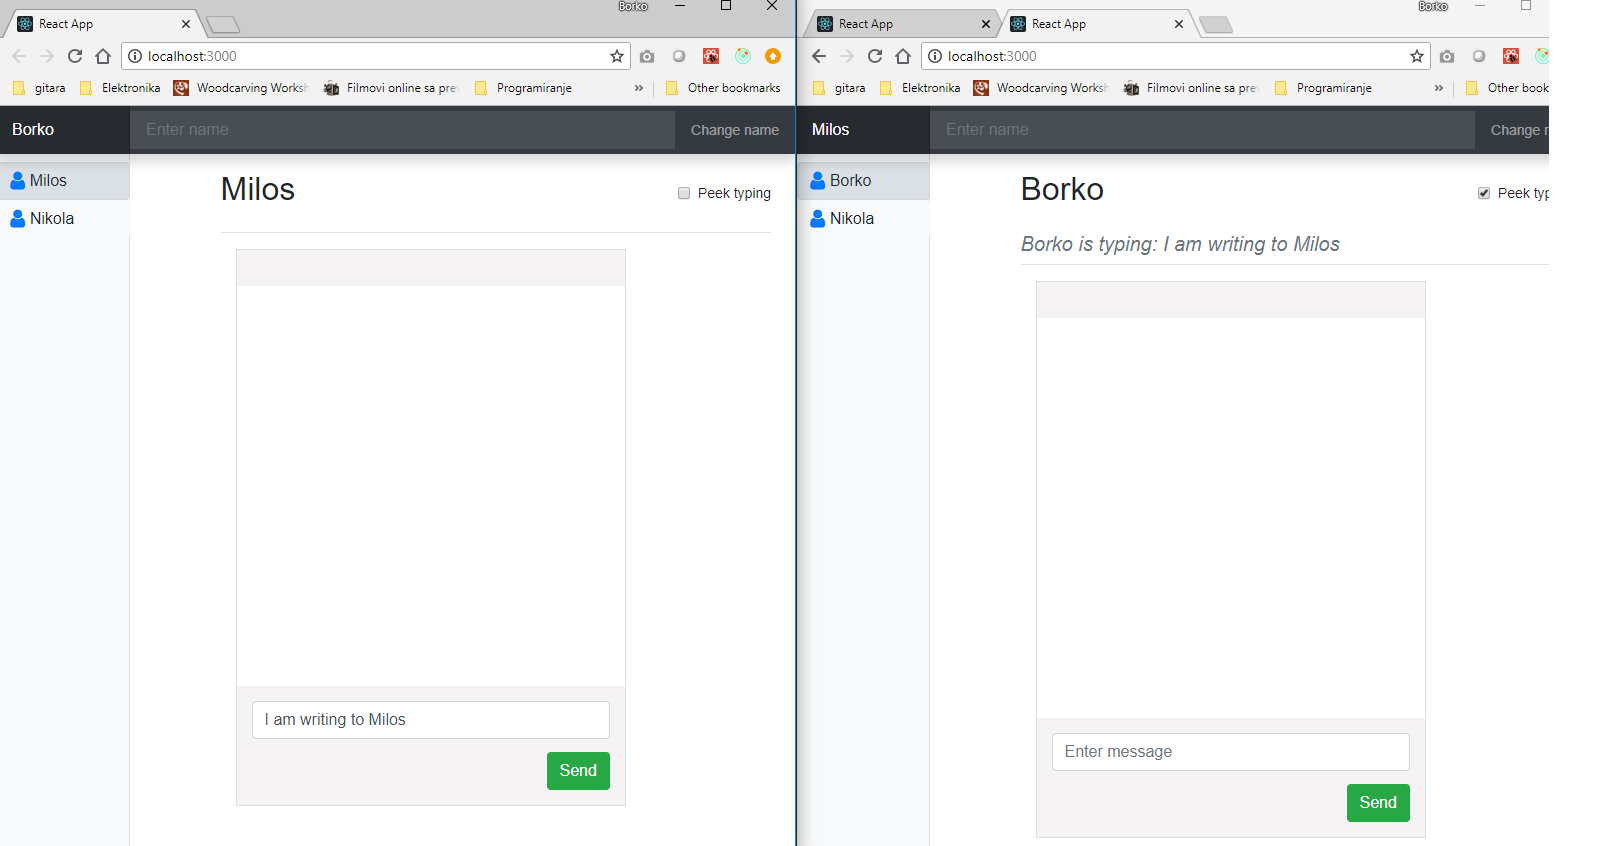 Borko
React App
localhost:3000
gitara Elektronika Woodcarving Worksh Filmovi online sa pre » Programiranje Other bookmarks
Borko Enter name Change name
Milos
Nikola
Milos
Peek typing
I am writing to Milos
Send
Borko
React App React App
localhost:3000
gitara Elektronika Woodcarving Worksh Filmovi online sa pre Programiranje » Other book
Milos Enter name Change n
Borko
Nikola
Borko
Peek typ
Borko is typing: I am writing to Milos
Enter message
Send